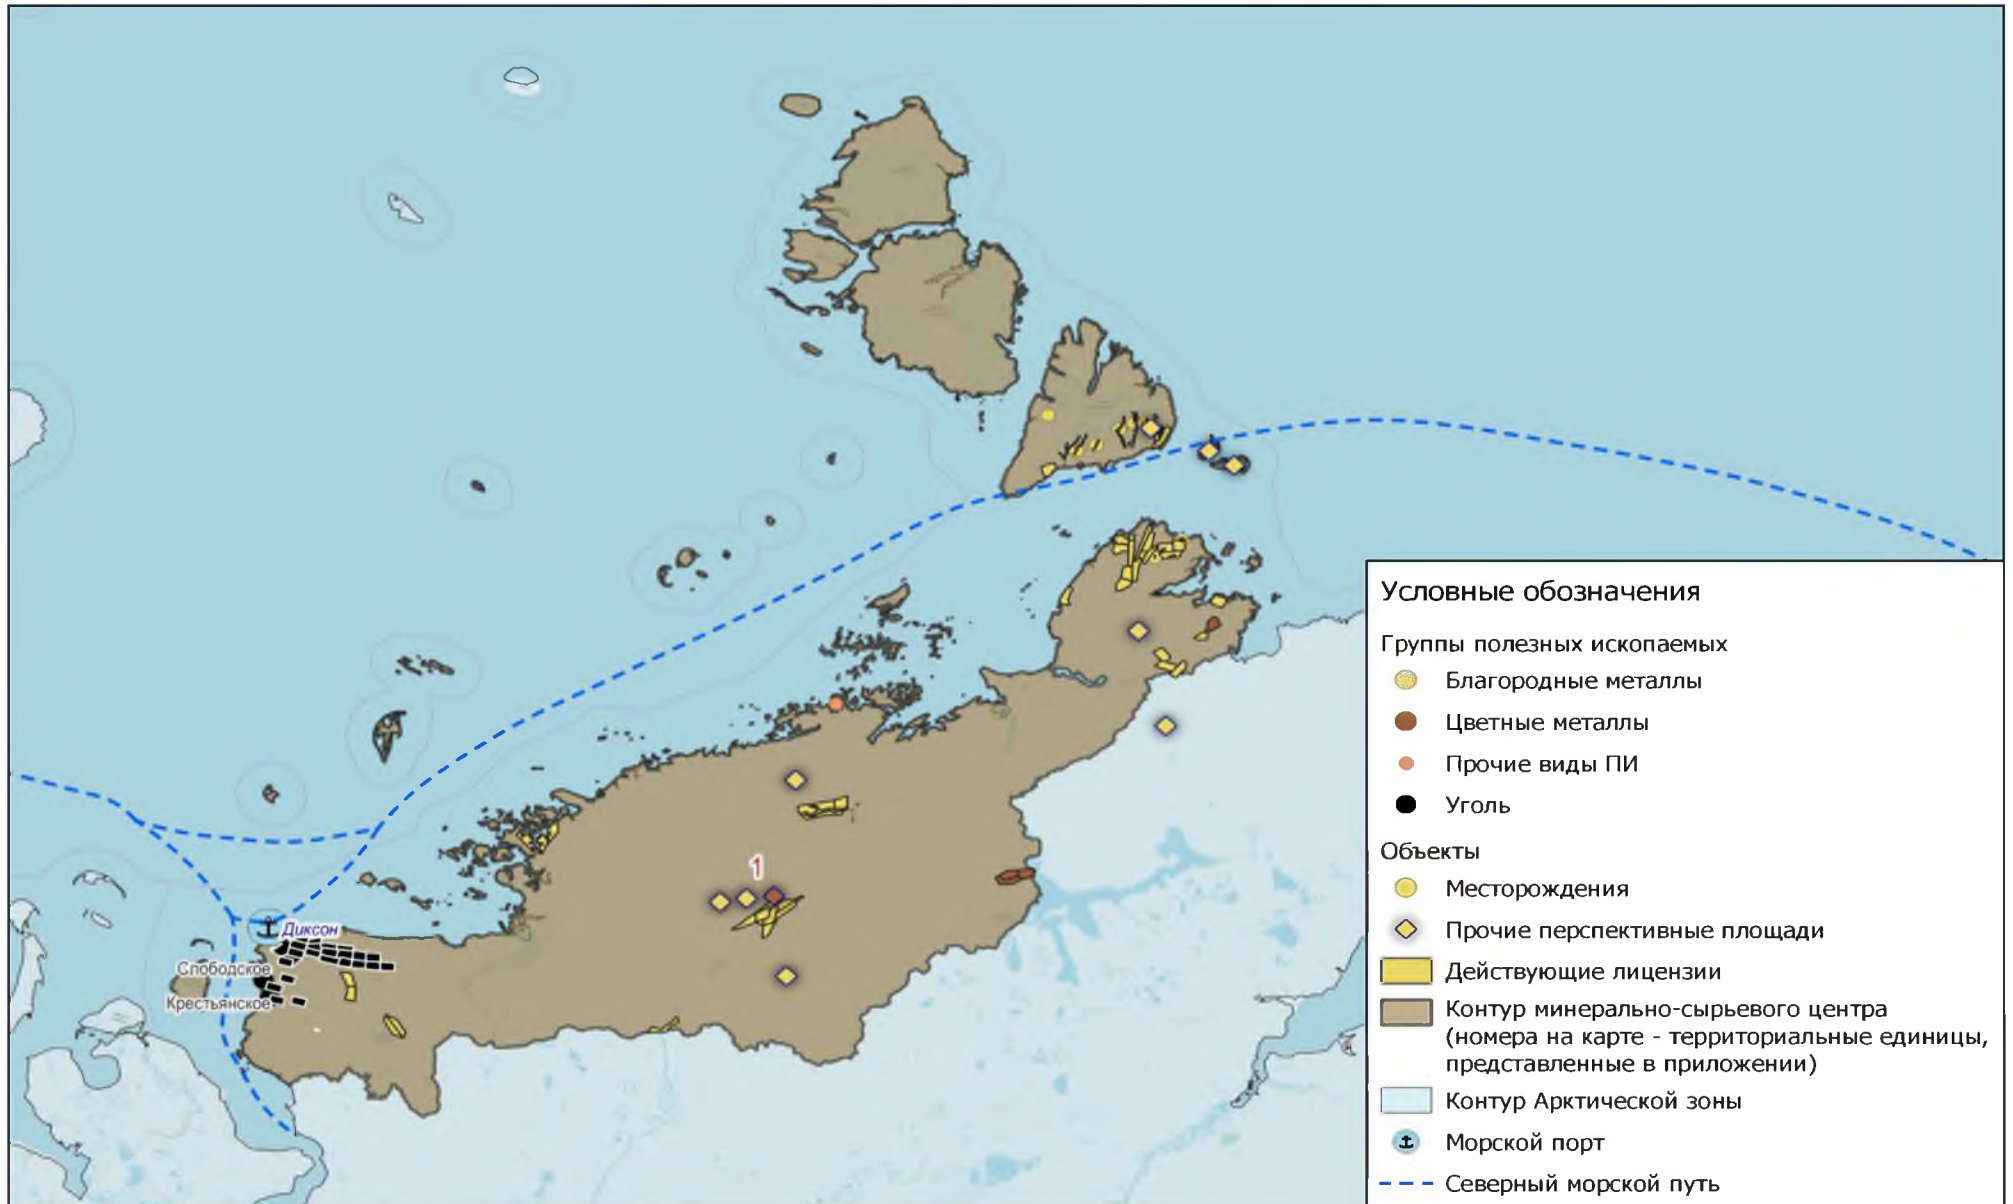 1
Диксон
Слободское
Крестьянское
Условные обозначения
Группы полезных ископаемых
Благородные металлы
Цветные металлы
Прочие виды ПИ
Уголь
Объекты
Месторождения
Прочие перспективные площади
Действующие лицензии
Контур минерально-сырьевого центра
(номера на карте - территориальные единицы,
представленные в приложении)
Контур Арктической зоны
Морской порт
Северный морской путь